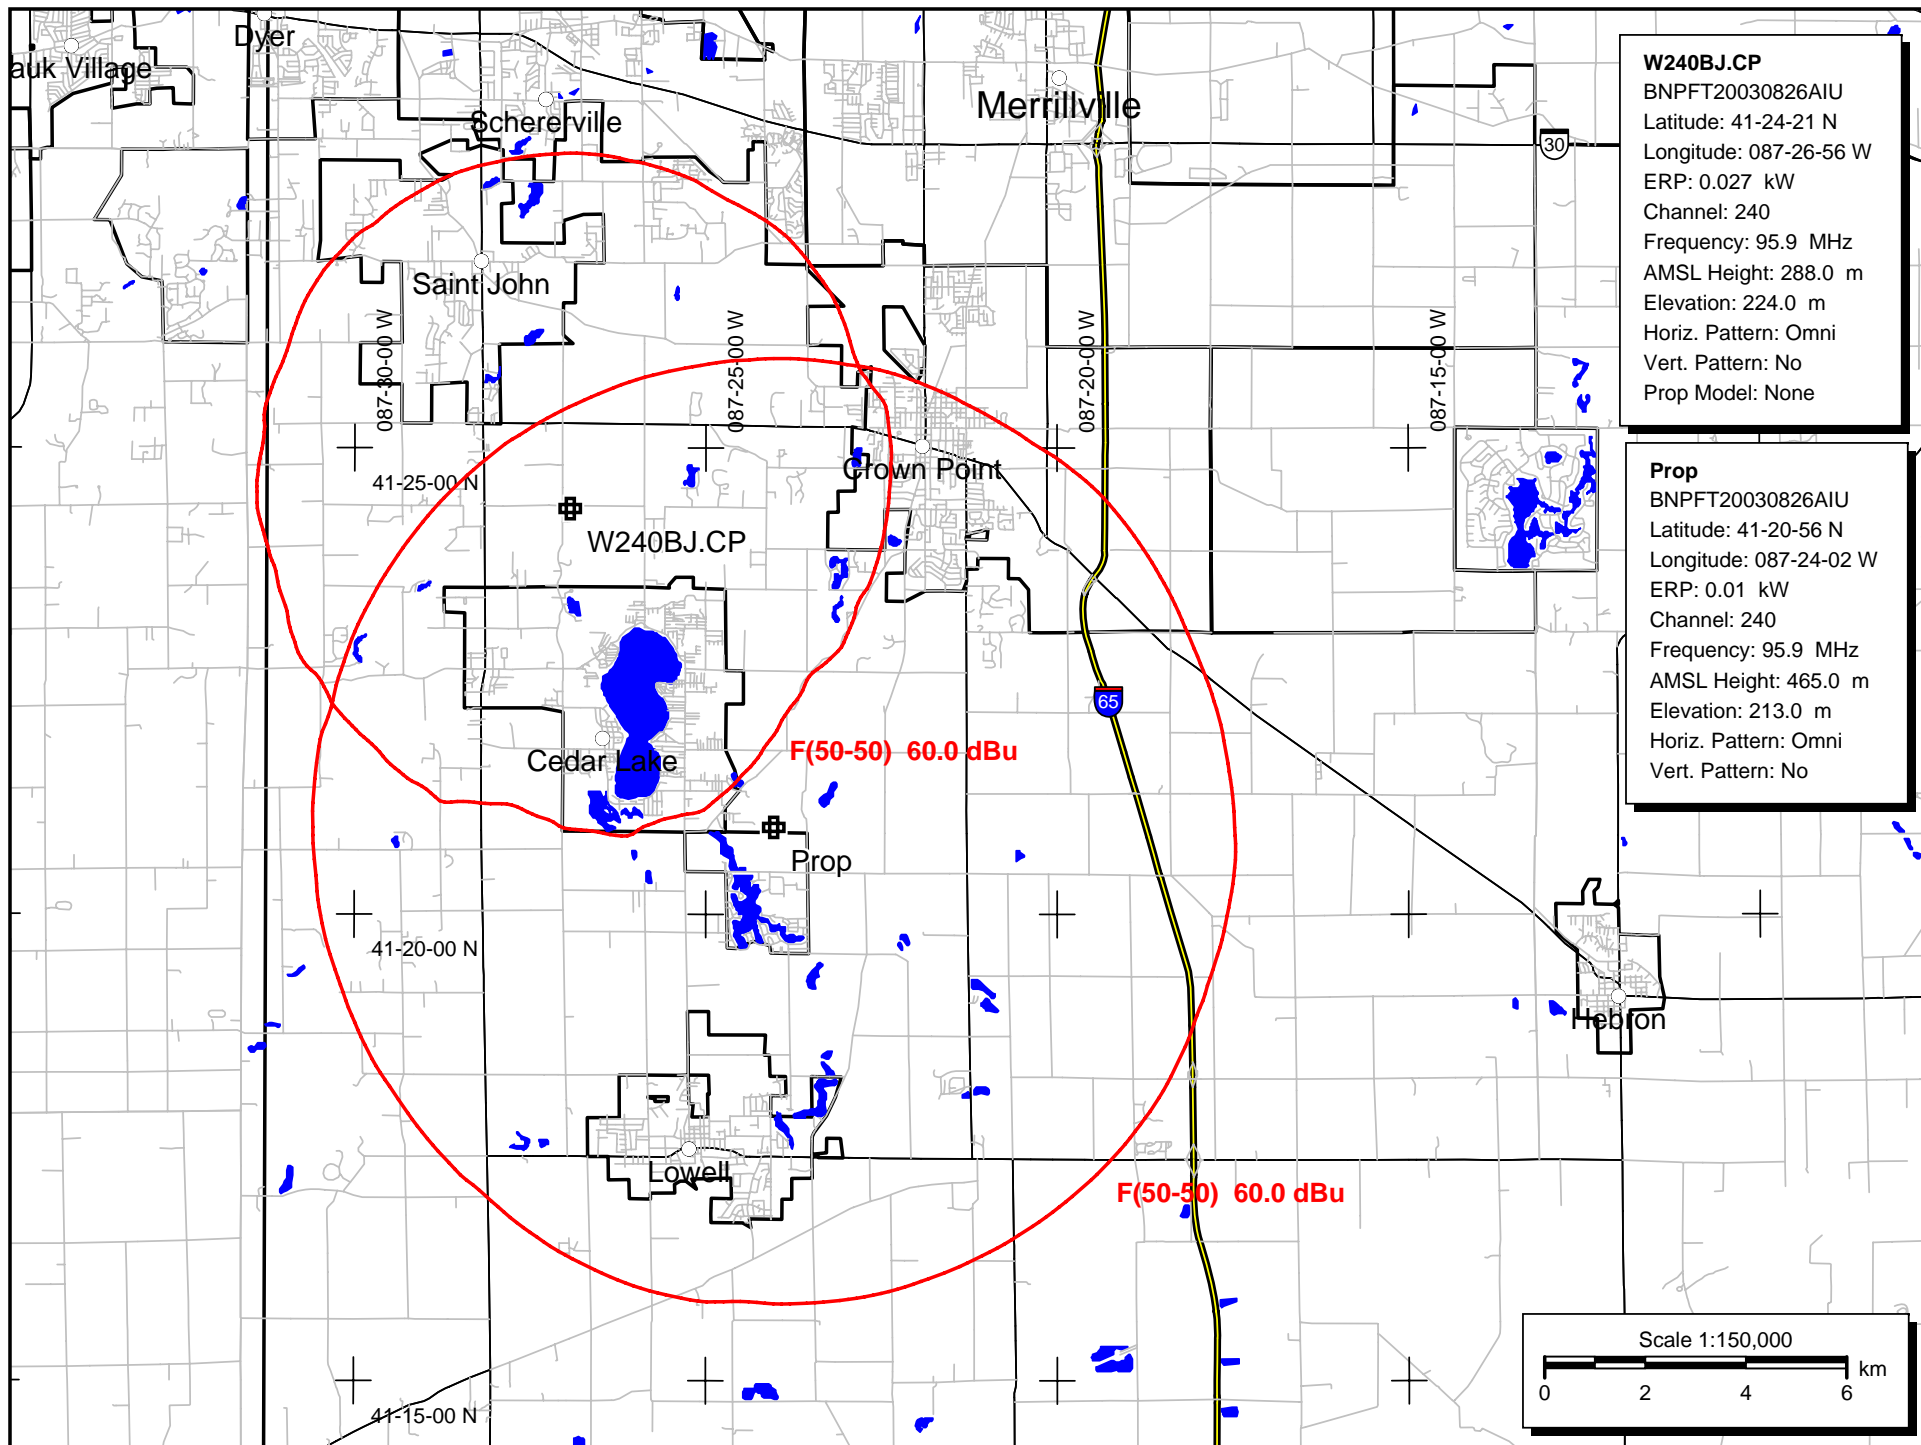 Dyer
auk Village
Schererville
Merrillville
30
Saint John
087-30-00 W
087-25-00 W
087-20-00 W
087-15-00 W
41-25-00 N
Crown Point
W240BJ.CP
65
Cedar Lake
F(50-50) 60.0 dBu
Prop
41-20-00 N
Hebron
Lowell
F(50-50) 60.0 dBu
41-15-00 N
W240BJ.CP
BNPFT20030826AIU
Latitude: 41-24-21 N
Longitude: 087-26-56 W
ERP: 0.027 kW
Channel: 240
Frequency: 95.9 MHz
AMSL Height: 288.0 m
Elevation: 224.0 m
Horiz. Pattern: Omni
Vert. Pattern: No
Prop Model: None
Prop
BNPFT20030826AIU
Latitude: 41-20-56 N
Longitude: 087-24-02 W
ERP: 0.01 kW
Channel: 240
Frequency: 95.9 MHz
AMSL Height: 465.0 m
Elevation: 213.0 m
Horiz. Pattern: Omni
Vert. Pattern: No
Scale 1:150,000
km
0 2 4 6